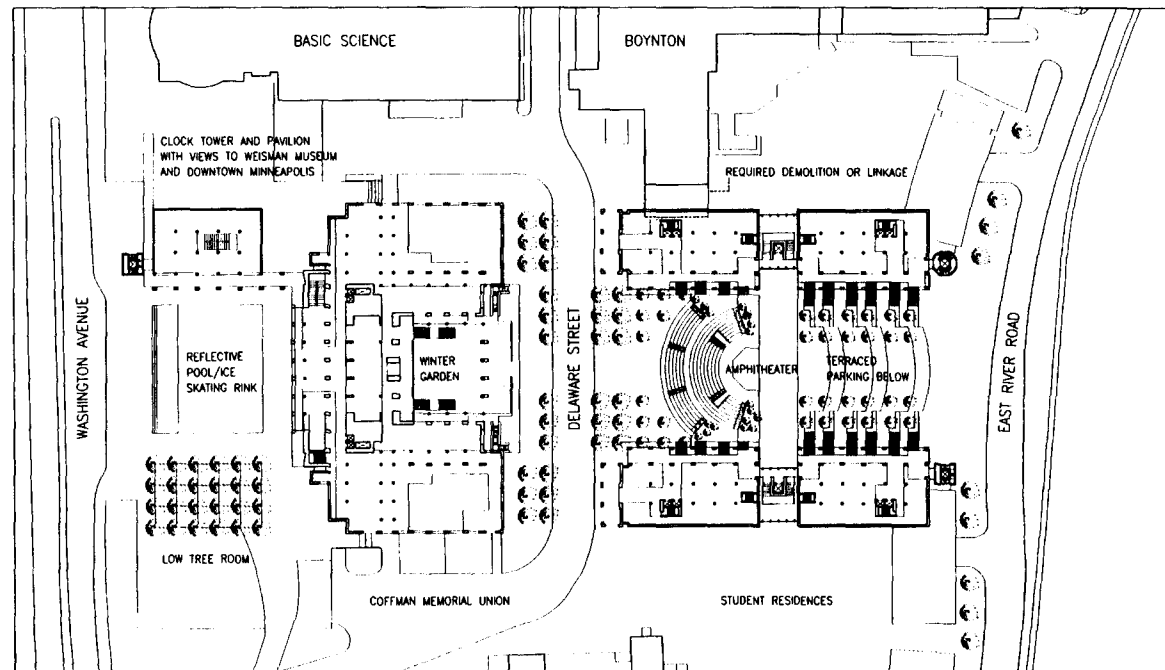 BASIC SCIENCE
BOYNTON
CLOCK TOWER AND PAVILION
WITH VIEWS TO WEISMAN MUSEUM
AND DOWNTOWN MINNEAPOLIS
REQUIRED DEMOLITION OR LINKAGE
WASHINGTON AVENUE
REFLECTIVE
POOL/ICE
SKATING RINK
WINTER
GARDEN
DELAWARE STREET
AMPHITHEATER
TERRACED
PARKING BELOW
EAST RIVER ROAD
LOW TREE ROOM
COFFMAN MEMORIAL UNION
STUDENT RESIDENCES